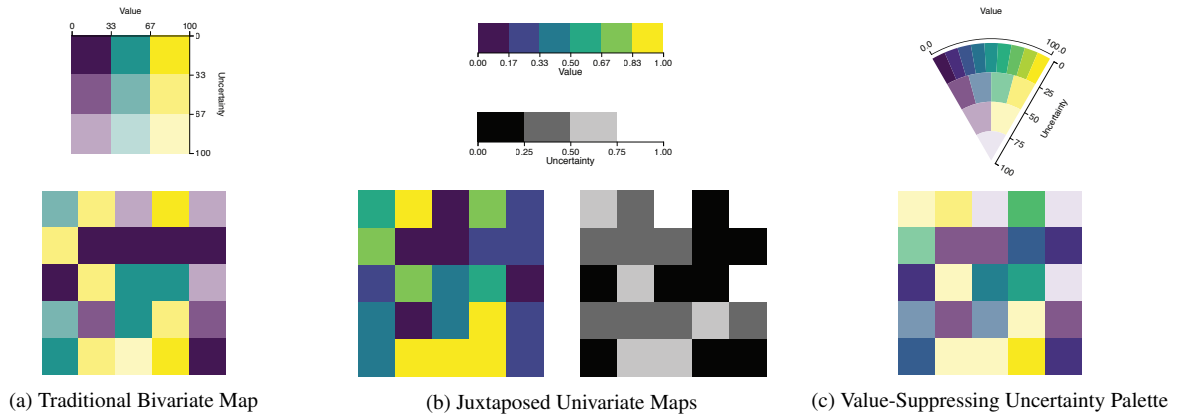 Value
0 33 67 100
0
33
67
100
Uncertainty
0.00 0.17 0.33 0.50 0.67 0.83 1.00
Value
0.00 0.25 0.50 0.75 1.00
Uncertainty
Value
0.0 100.0
0
25
50
75
100
Uncertainty
(a) Traditional Bivariate Map
(b) Juxtaposed Univariate Maps
(c) Value-Suppressing Uncertainty Palette